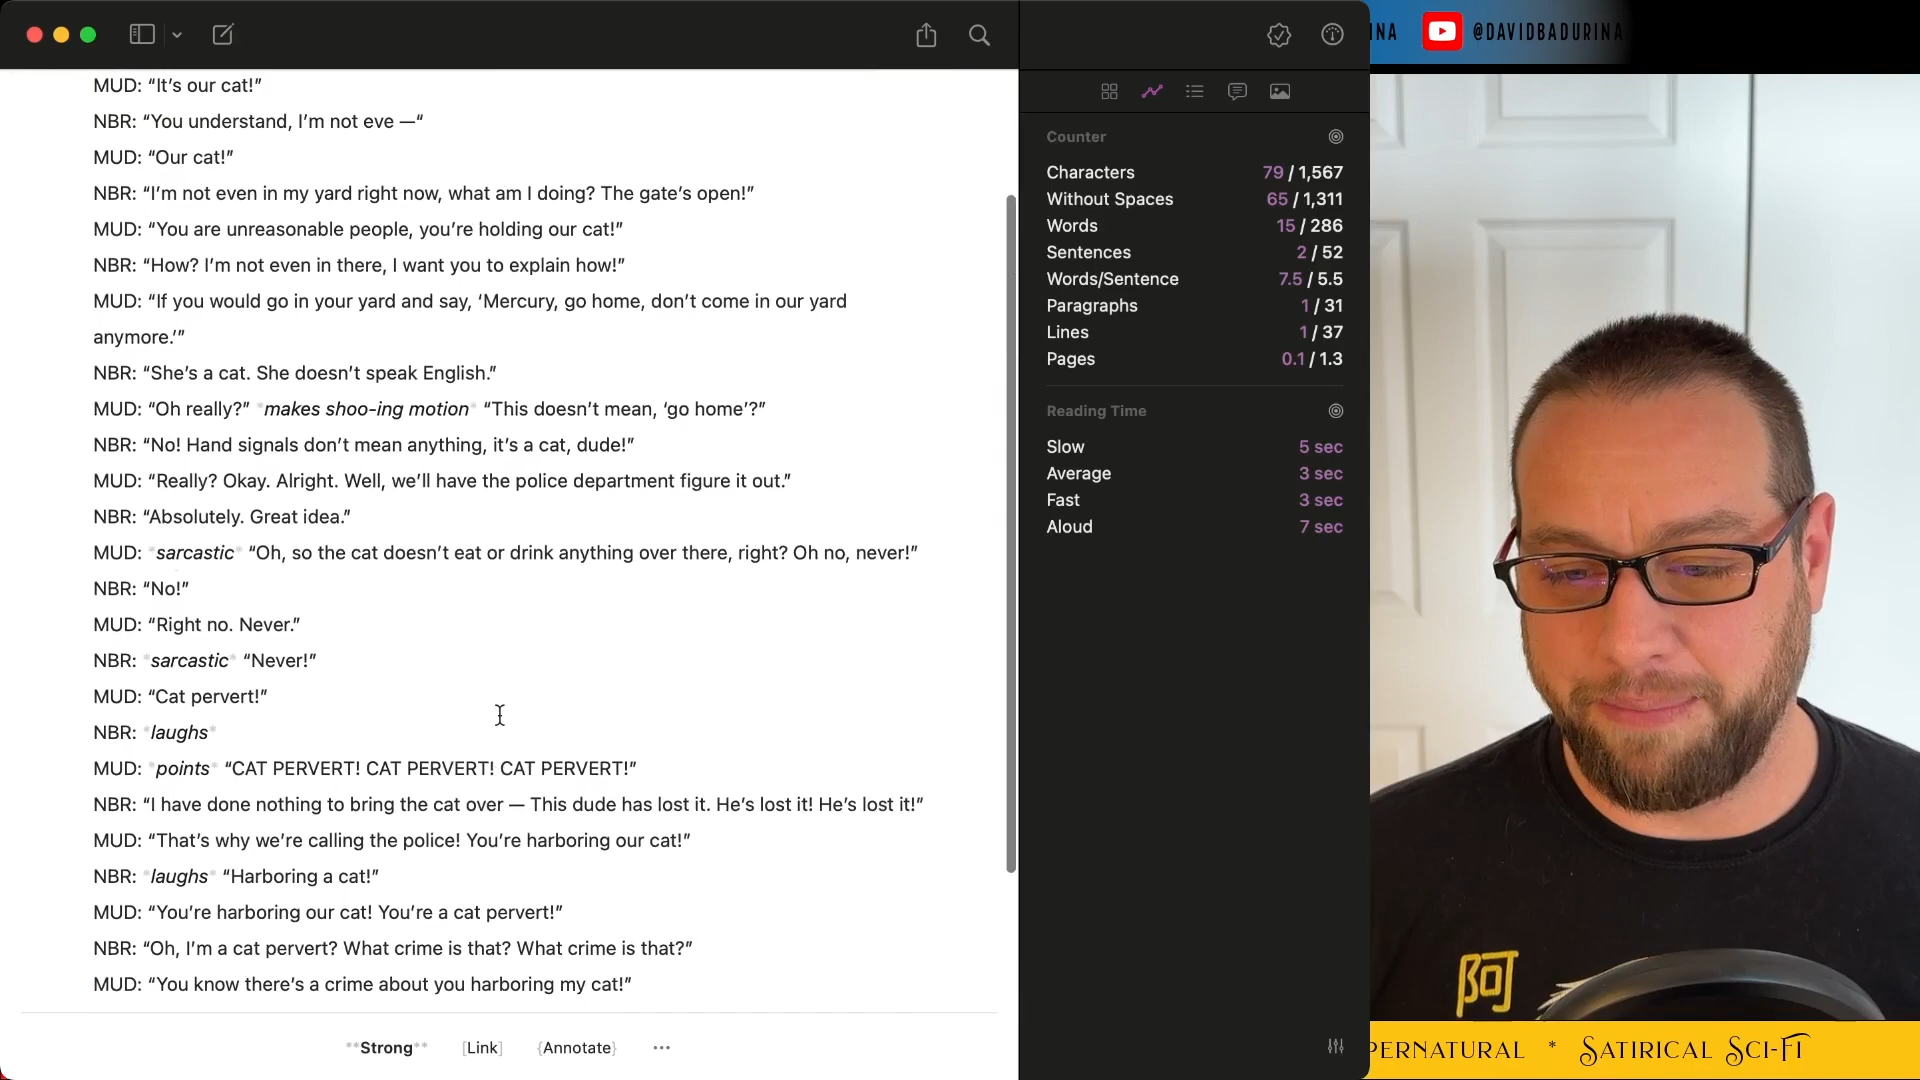 MUD: “It’s our cat!”
NBR: “You understand, I’m not eve —“
MUD: “Our cat!”
NBR: “I’m not even in my yard right now, what am I doing? The gate’s open!”
MUD: “You are unreasonable people, you’re holding our cat!”
NBR: “How? I’m not even in there, I want you to explain how!”
MUD: “If you would go in your yard and say, ‘Mercury, go home, don’t come in our yard
anymore.’”
NBR: “She’s a cat. She doesn’t speak English.”
MUD: “Oh really?” *makes shoo-ing motion* “This doesn’t mean, ‘go home’?”
NBR: “No! Hand signals don’t mean anything, it’s a cat, dude!”
MUD: “Really? Okay. Alright. Well, we’ll have the police department figure it out.”
NBR: “Absolutely. Great idea.”
MUD: *sarcastic* “Oh, so the cat doesn’t eat or drink anything over there, right? Oh no, never!”
NBR: “No!”
MUD: “Right no. Never.”
NBR: *sarcastic* “Never!”
MUD: “Cat pervert!”
NBR: *laughs*
MUD: *points* “CAT PERVERT! CAT PERVERT! CAT PERVERT!”
NBR: “I have done nothing to bring the cat over — This dude has lost it. He’s lost it! He’s lost it!”
MUD: “That’s why we’re calling the police! You’re harboring our cat!”
NBR: *laughs* “Harboring a cat!”
MUD: “You’re harboring our cat! You’re a cat pervert!”
NBR: “Oh, I’m a cat pervert? What crime is that? What crime is that?”
MUD: “You know there’s a crime about you harboring my cat!”
**Strong** [Link] {Annotate} ...
Counter
Characters 79 / 1,567
Without Spaces 65 / 1,311
Words 15 / 286
Sentences 2 / 52
Words/Sentence 7.5 / 5.5
Paragraphs 1 / 31
Lines 1 / 37
Pages 0.1 / 1.3
Reading Time
Slow 5 sec
Average 3 sec
Fast 3 sec
Aloud 7 sec
INA @DAVIDBADURINA
阿
PERNATURAL * SATIRICAL SCI-FI